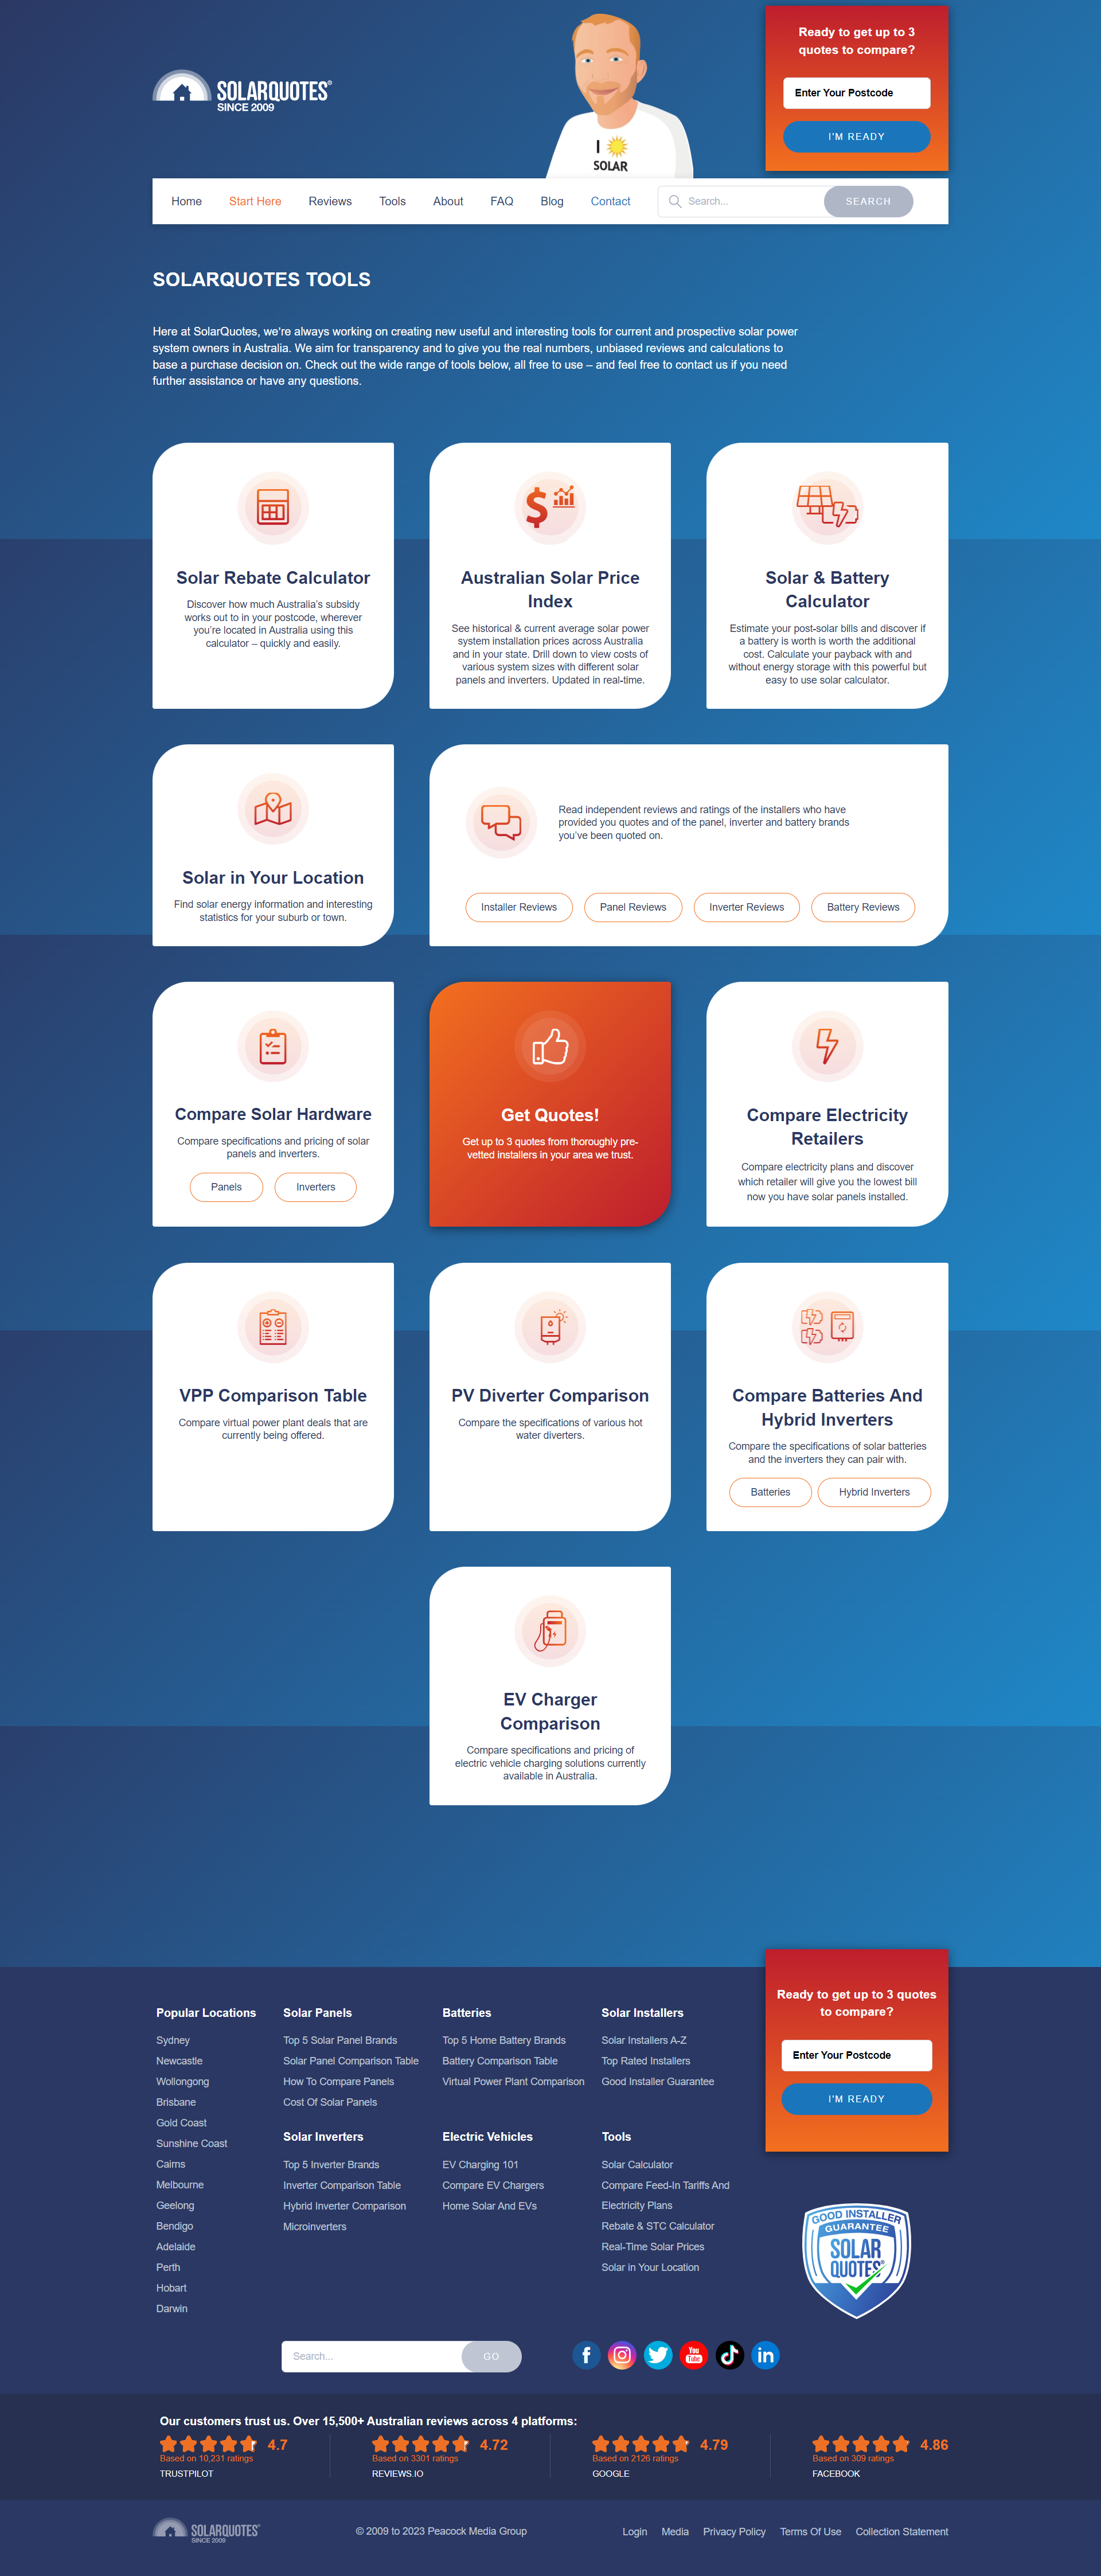 SOLARQUOTES®
SINCE 2009
I
SOLAR
Ready to get up to 3
quotes to compare?
Enter Your Postcode
I'M READY
Home Start Here Reviews Tools About FAQ Blog Contact Search... SEARCH
SOLARQUOTES TOOLS
Here at SolarQuotes, we're always working on creating new useful and interesting tools for current and prospective solar power
system owners in Australia. We aim for transparency and to give you the real numbers, unbiased reviews and calculations to
base a purchase decision on. Check out the wide range of tools below, all free to use – and feel free to contact us if you need
further assistance or have any questions.
Solar Rebate Calculator
Discover how much Australia's subsidy
works out to in your postcode, wherever
you're located in Australia using this
calculator – quickly and easily.
Australian Solar Price
Index
See historical & current average solar power
system installation prices across Australia
and in your state. Drill down to view costs of
various system sizes with different solar
panels and inverters. Updated in real-time.
Solar & Battery
Calculator
Estimate your post-solar bills and discover if
a battery is worth is worth the additional
cost. Calculate your payback with and
without energy storage with this powerful but
easy to use solar calculator.
Solar in Your Location
Find solar energy information and interesting
statistics for your suburb or town.
Read independent reviews and ratings of the installers who have
provided you quotes and of the panel, inverter and battery brands
you've been quoted on.
Installer Reviews Panel Reviews Inverter Reviews Battery Reviews
Compare Solar Hardware
Compare specifications and pricing of solar
panels and inverters.
Panels Inverters
Get Quotes!
Get up to 3 quotes from thoroughly pre-
vetted installers in your area we trust.
Compare Electricity
Retailers
Compare electricity plans and discover
which retailer will give you the lowest bill
now you have solar panels installed.
VPP Comparison Table
Compare virtual power plant deals that are
currently being offered.
PV Diverter Comparison
Compare the specifications of various hot
water diverters.
Compare Batteries And
Hybrid Inverters
Compare the specifications of solar batteries
and the inverters they can pair with.
Batteries Hybrid Inverters
EV Charger
Comparison
Compare specifications and pricing of
electric vehicle charging solutions currently
available in Australia.
Popular Locations
Sydney
Newcastle
Wollongong
Brisbane
Gold Coast
Sunshine Coast
Cairns
Melbourne
Geelong
Bendigo
Adelaide
Perth
Hobart
Darwin
Solar Panels
Top 5 Solar Panel Brands
Solar Panel Comparison Table
How To Compare Panels
Cost Of Solar Panels
Solar Inverters
Top 5 Inverter Brands
Inverter Comparison Table
Hybrid Inverter Comparison
Microinverters
Batteries
Top 5 Home Battery Brands
Battery Comparison Table
Virtual Power Plant Comparison
Electric Vehicles
EV Charging 101
Compare EV Chargers
Home Solar And EVs
Solar Installers
Solar Installers A-Z
Top Rated Installers
Good Installer Guarantee
Tools
Solar Calculator
Compare Feed-In Tariffs And
Electricity Plans
Rebate & STC Calculator
Real-Time Solar Prices
Solar in Your Location
Ready to get up to 3 quotes
to compare?
Enter Your Postcode
I'M READY
GOOD INSTALLER
GUARANTEE
SOLAR
QUOTES®
Search... GO
You
Tube
Our customers trust us. Over 15,500+ Australian reviews across 4 platforms:
4.7
Based on 10,231 ratings
TRUSTPILOT
4.72
Based on 3301 ratings
REVIEWS.IO
4.79
Based on 2126 ratings
GOOGLE
4.86
Based on 309 ratings
FACEBOOK
SOLARQUOTES®
SINCE 2009
© 2009 to 2023 Peacock Media Group
Login Media Privacy Policy Terms Of Use Collection Statement